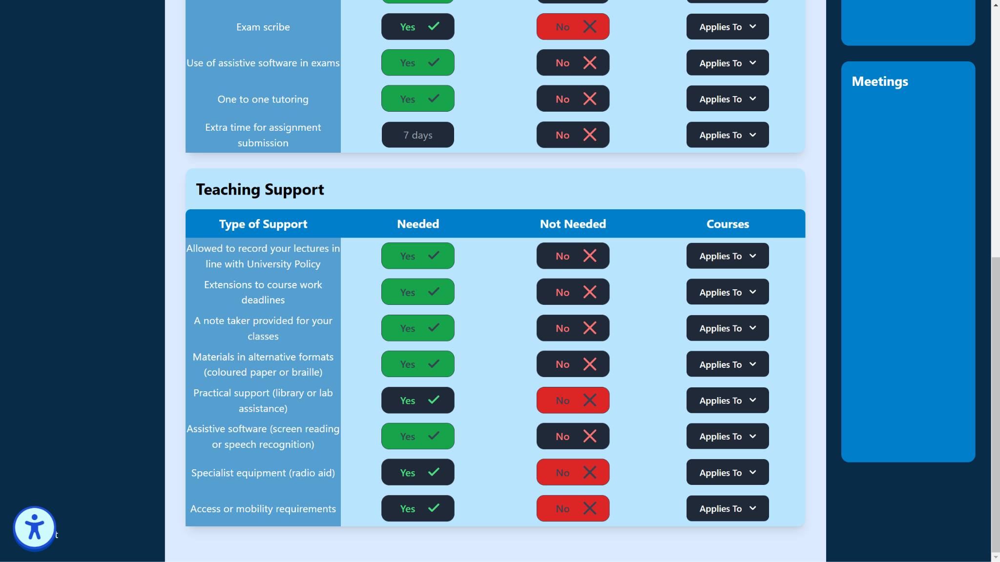 Exam scribe Yes No Applies To
Use of assistive software in exams Yes No Applies To
One to one tutoring Yes No Applies To
Extra time for assignment
submission
7 days No Applies To
Meetings
Teaching Support
Type of Support Needed Not Needed Courses
Allowed to record your lectures in
line with University Policy
Yes No Applies To
Extensions to course work
deadlines
Yes No Applies To
A note taker provided for your
classes
Yes No Applies To
Materials in alternative formats
(coloured paper or braille)
Yes No Applies To
Practical support (library or lab
assistance)
Yes No Applies To
Assistive software (screen reading
or speech recognition)
Yes No Applies To
Specialist equipment (radio aid) Yes No Applies To
Access or mobility requirements Yes No Applies To